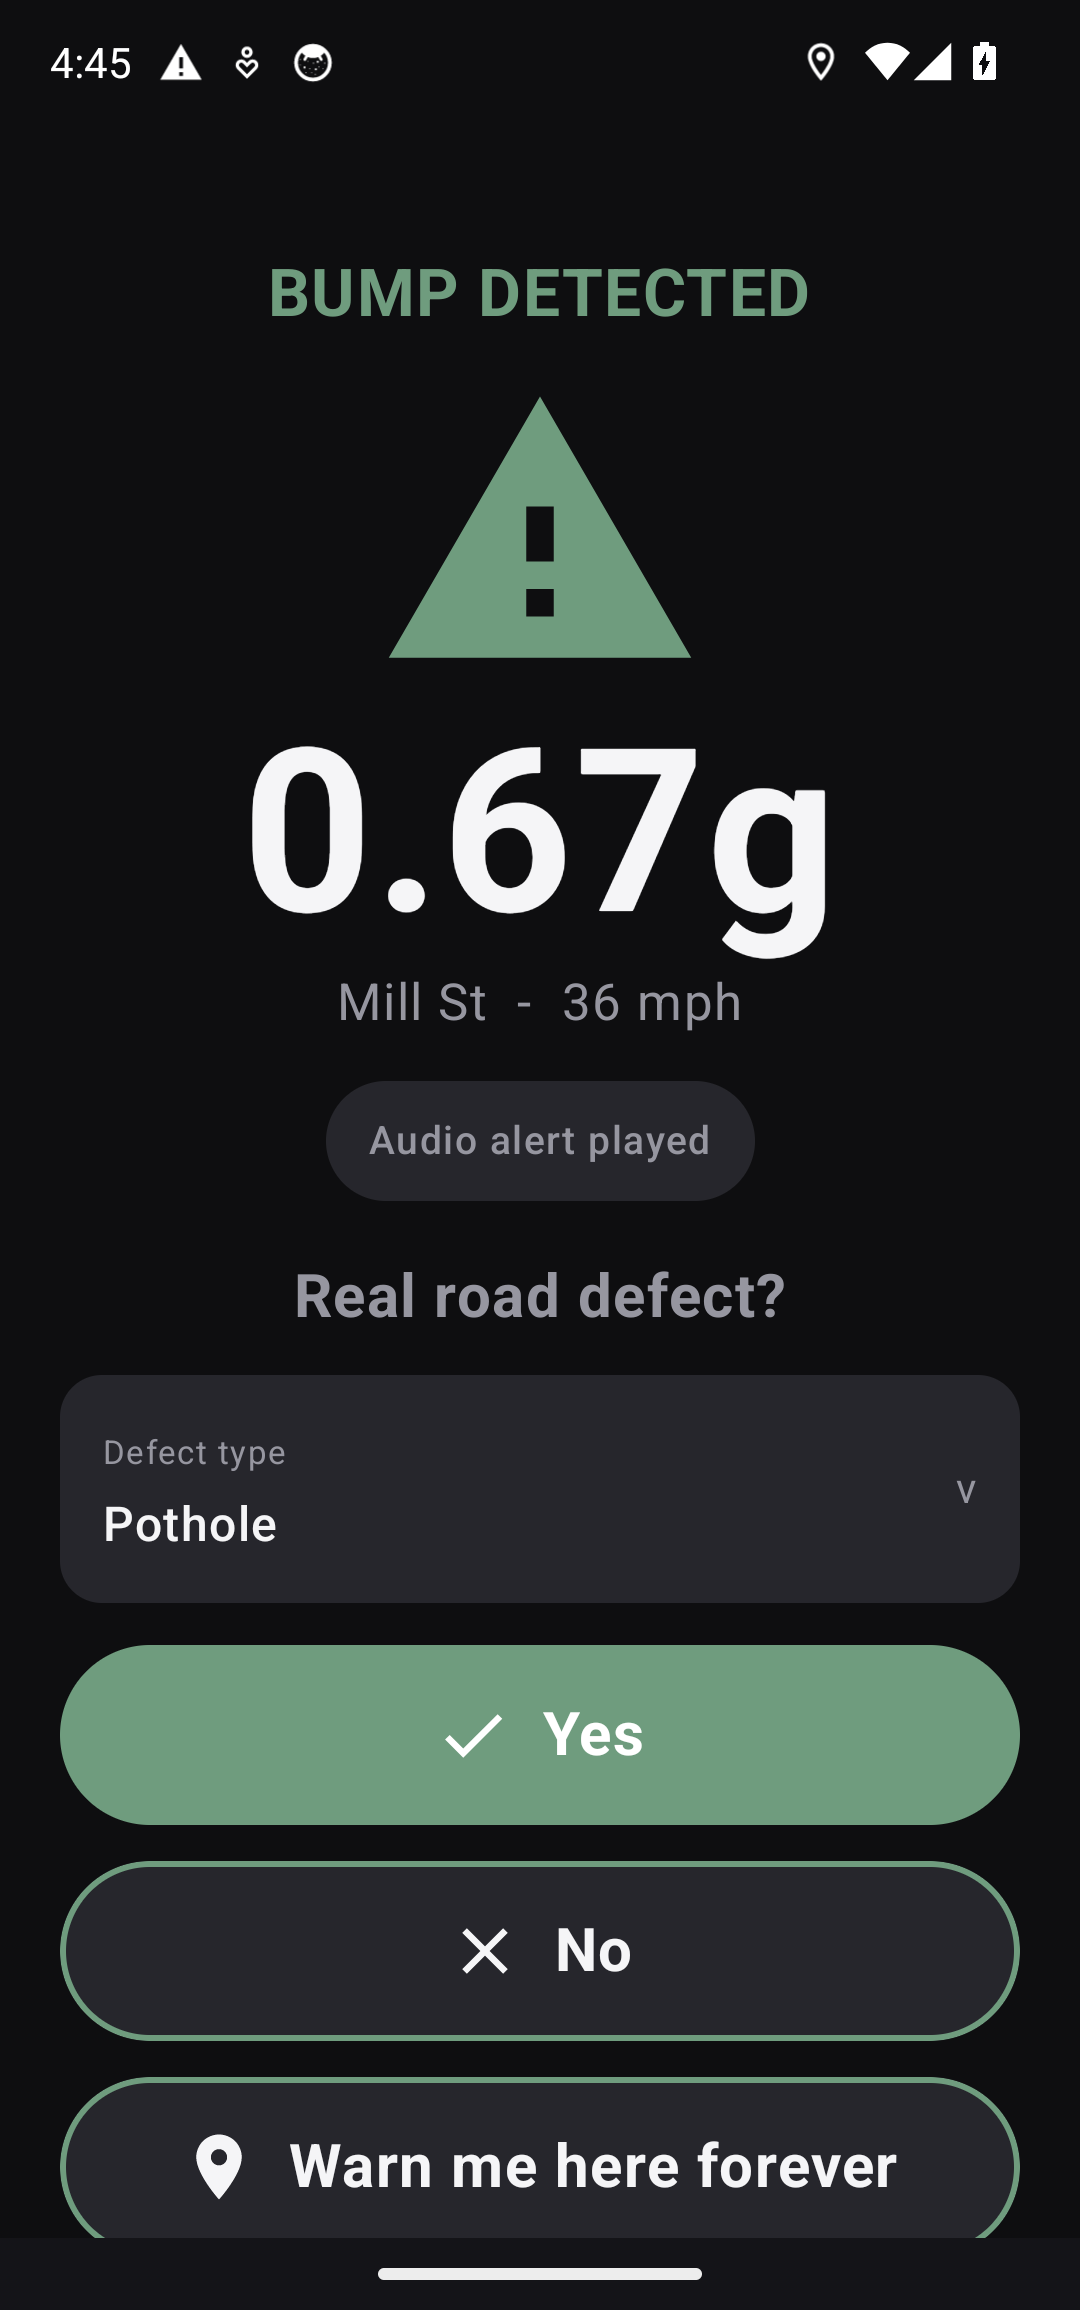 4:45
BUMP DETECTED
0.67g
Mill St - 36 mph
Audio alert played
Real road defect?
Defect type
Pothole
v
Yes
No
Warn me here forever